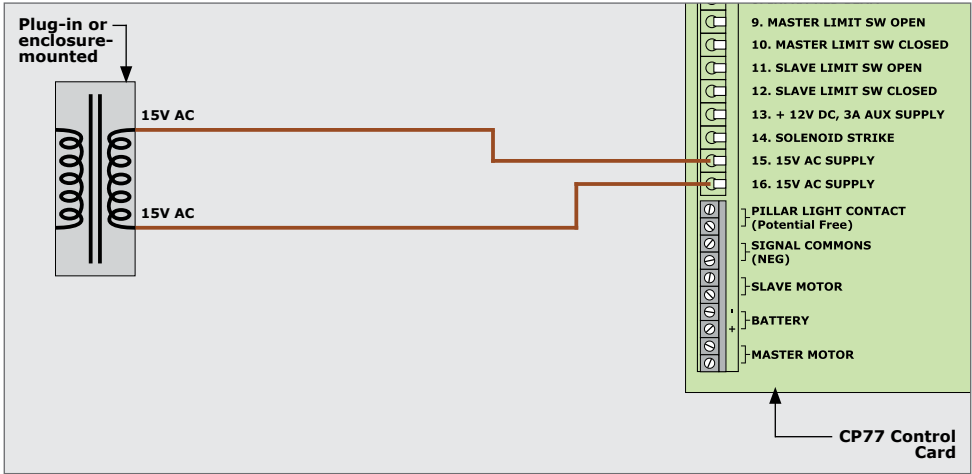 Plug-in or
enclosure-
mounted
15V AC
15V AC
9. MASTER LIMIT SW OPEN
10. MASTER LIMIT SW CLOSED
11. SLAVE LIMIT SW OPEN
12. SLAVE LIMIT SW CLOSED
13. + 12V DC, 3A AUX SUPPLY
14. SOLENOID STRIKE
15. 15V AC SUPPLY
16. 15V AC SUPPLY
PILLAR LIGHT CONTACT
(Potential Free)
SIGNAL COMMONS
(NEG)
SLAVE MOTOR
-
BATTERY
+
MASTER MOTOR
CP77 Control
Card